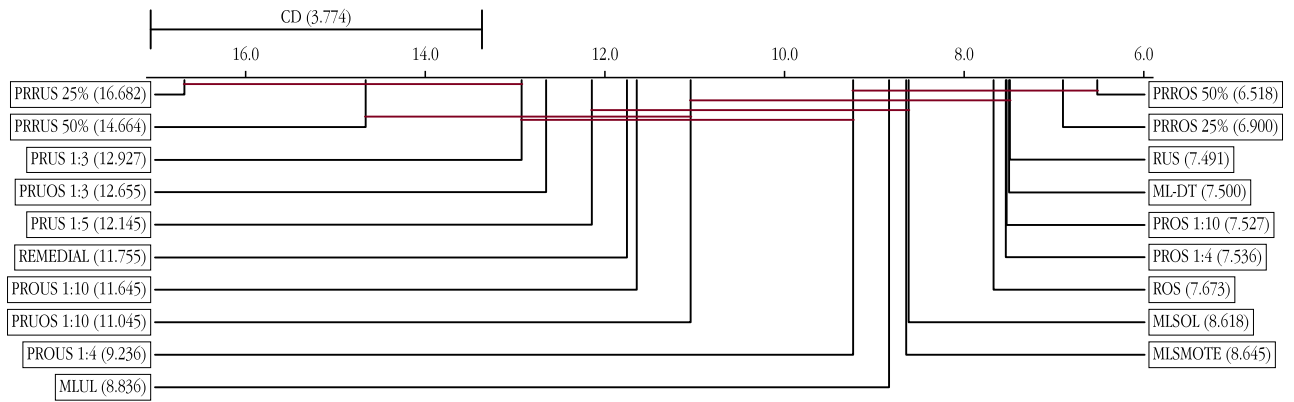 CD (3.774)
16.0 14.0 12.0 10.0 8.0 6.0
PRRUS 25% (16.682) PRROS 50% (6.518)
PRRUS 50% (14.664) PRROS 25% (6.900)
PRUS 1:3 (12.927) RUS (7.491)
PRUOS 1:3 (12.655) ML-DT (7.500)
PRUS 1:5 (12.145) PROS 1:10 (7.527)
REMEDIAL (11.755) PROS 1:4 (7.536)
PROUS 1:10 (11.645) ROS (7.673)
PRUOS 1:10 (11.045) MLSOL (8.618)
PROUS 1:4 (9.236) MLSMOTE (8.645)
MLUL (8.836)